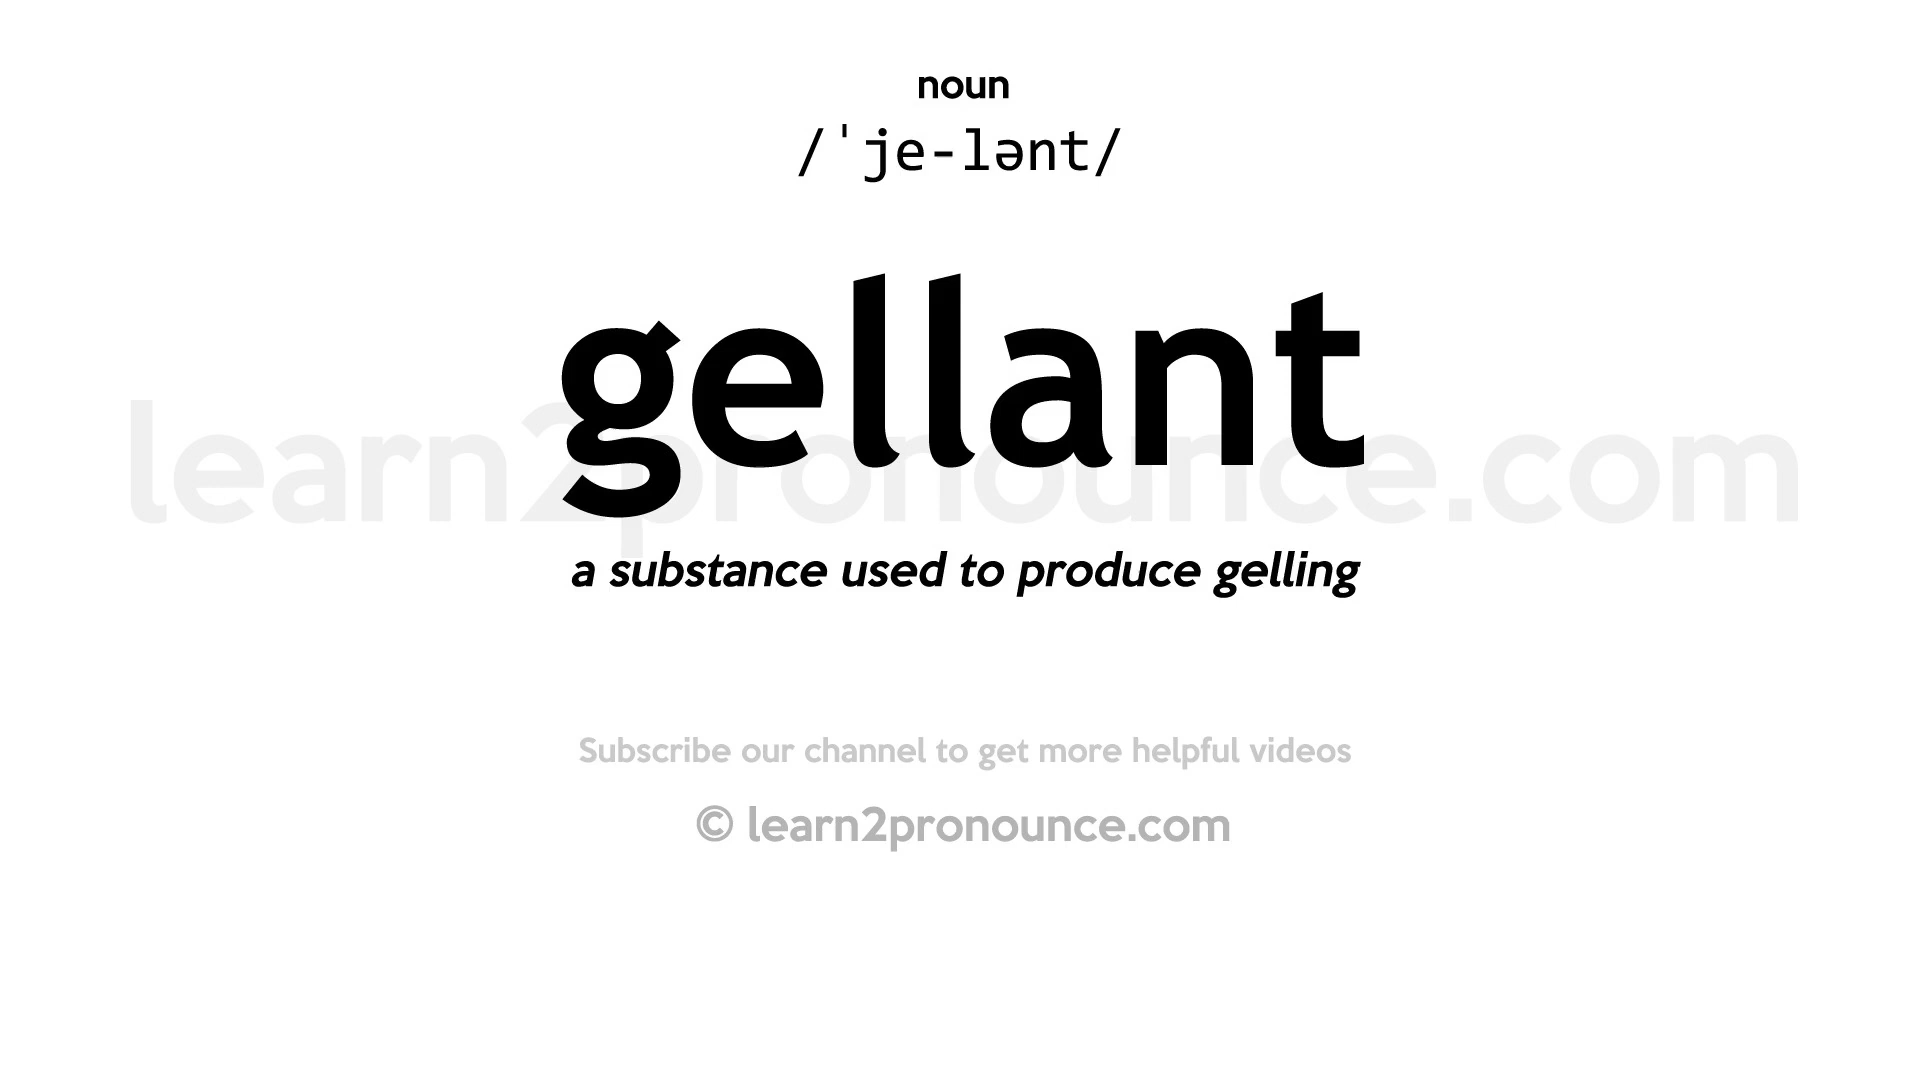 noun
/ˈje-lənt/
gellant
learn2pronounce.com
a substance used to produce gelling
Subscribe our channel to get more helpful videos
© learn2pronounce.com